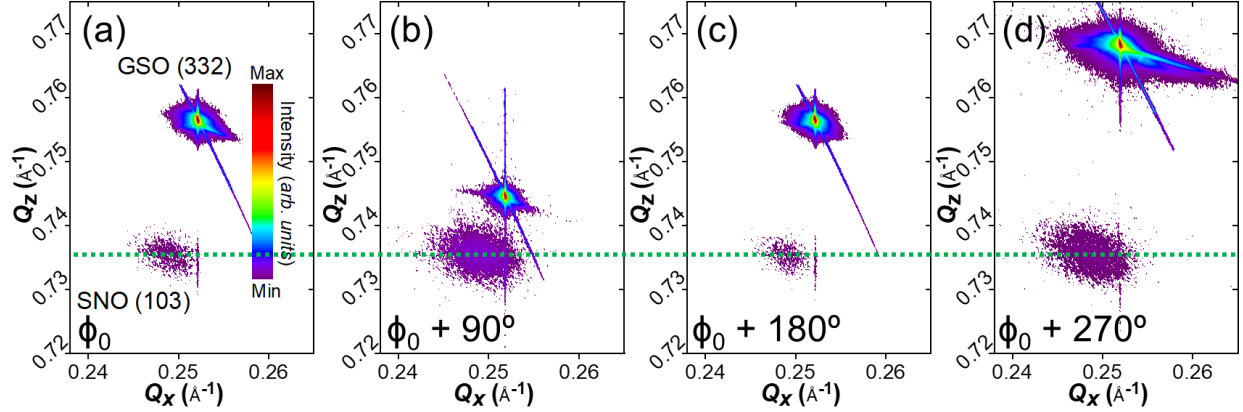 (a)
GSO (332)
Max
Intensity (arb. units)
Min
SNO (103)
ϕ0
0.77
0.76
0.75
0.74
0.73
0.72
Qz (Å-1)
0.24
0.25
0.26
Qx (Å-1)
(b)
ϕ0 + 90º
0.77
0.76
0.75
0.74
0.73
0.72
Qz (Å-1)
0.24
0.25
0.26
Qx (Å-1)
(c)
ϕ0 + 180º
0.77
0.76
0.75
0.74
0.73
0.72
Qz (Å-1)
0.24
0.25
0.26
Qx (Å-1)
(d)
ϕ0 + 270º
0.77
0.76
0.75
0.74
0.73
0.72
Qz (Å-1)
0.24
0.25
0.26
Qx (Å-1)